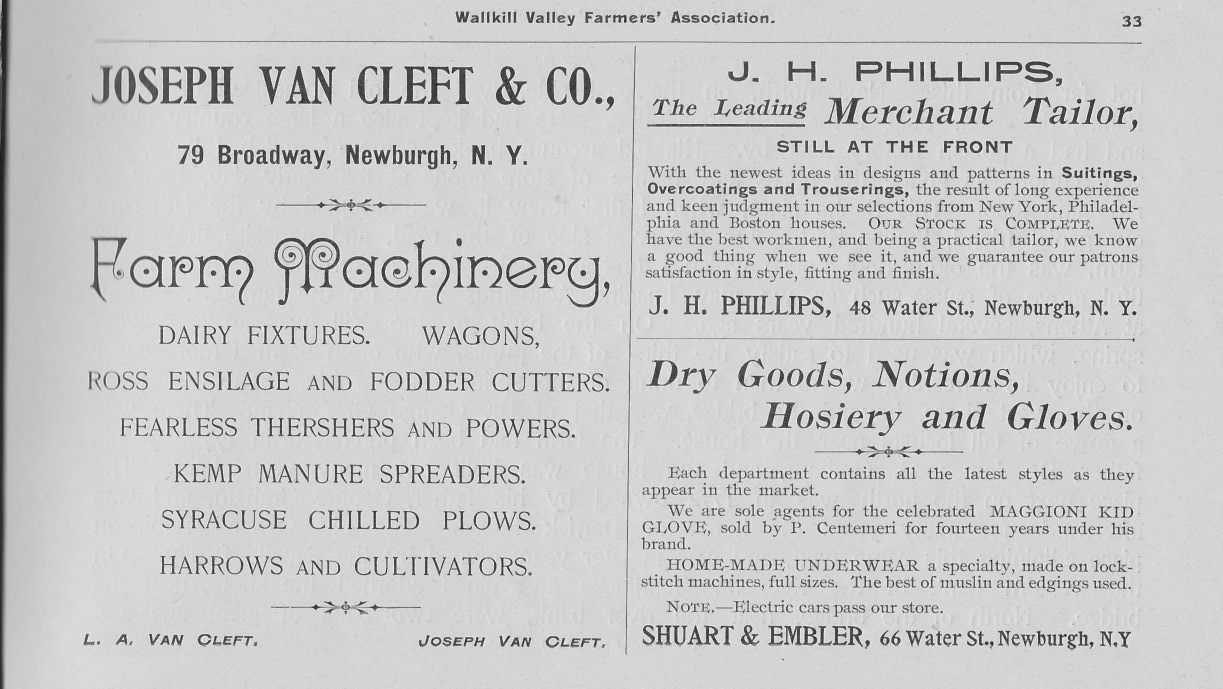 Wallkill Valley Farmers' Association.
33
JOSEPH VAN CLEFT & CO.,
79 Broadway, Newburgh, N. Y.
Farm Machinery,
DAIRY FIXTURES. WAGONS,
ROSS ENSILAGE AND FODDER CUTTERS.
FEARLESS THERSHERS AND POWERS.
KEMP MANURE SPREADERS.
SYRACUSE CHILLED PLOWS.
HARROWS AND CULTIVATORS.
L. A. VAN CLEFT. JOSEPH VAN CLEFT.
J. H. PHILLIPS,
The Leading Merchant Tailor,
STILL AT THE FRONT
With the newest ideas in designs and patterns in Suitings,
Overcoatings and Trouserings, the result of long experience
and keen judgment in our selections from New York, Philadel-
phia and Boston houses. OUR STOCK IS COMPLETE. We
have the best workmen, and being a practical tailor, we know
a good thing when we see it, and we guarantee our patrons
satisfaction in style, fitting and finish.
J. H. PHILLIPS, 48 Water St., Newburgh, N. Y.
Dry Goods, Notions,
Hosiery and Gloves.
Each department contains all the latest styles as they
appear in the market.
We are sole agents for the celebrated MAGGIONI KID
GLOVE, sold by P. Centemeri for fourteen years under his
brand.
HOME-MADE UNDERWEAR a specialty, made on lock-
stitch machines, full sizes. The best of muslin and edgings used.
NOTE.—Electric cars pass our store.
SHUART & EMBLER, 66 Water St., Newburgh, N.Y